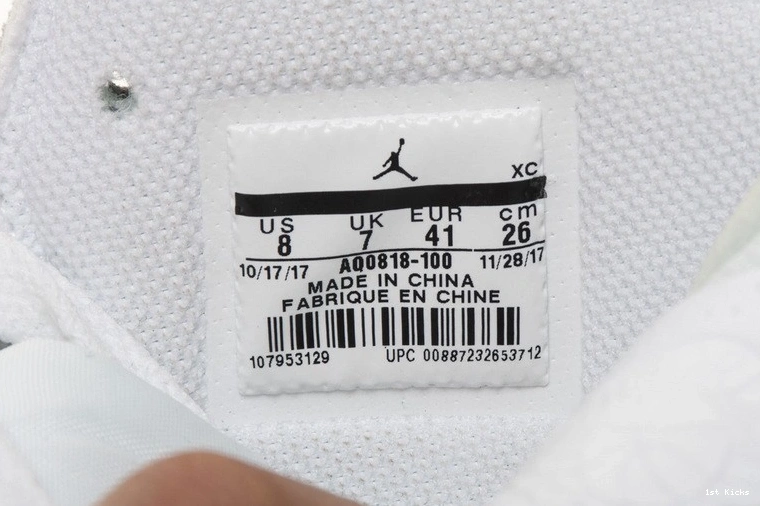 XC
US UK EUR cm
8 7 41 26
10/17/17 AQ0818-100 11/28/17
MADE IN CHINA
FABRIQUE EN CHINE
107953129 UPC 00887232653712
1st Kicks